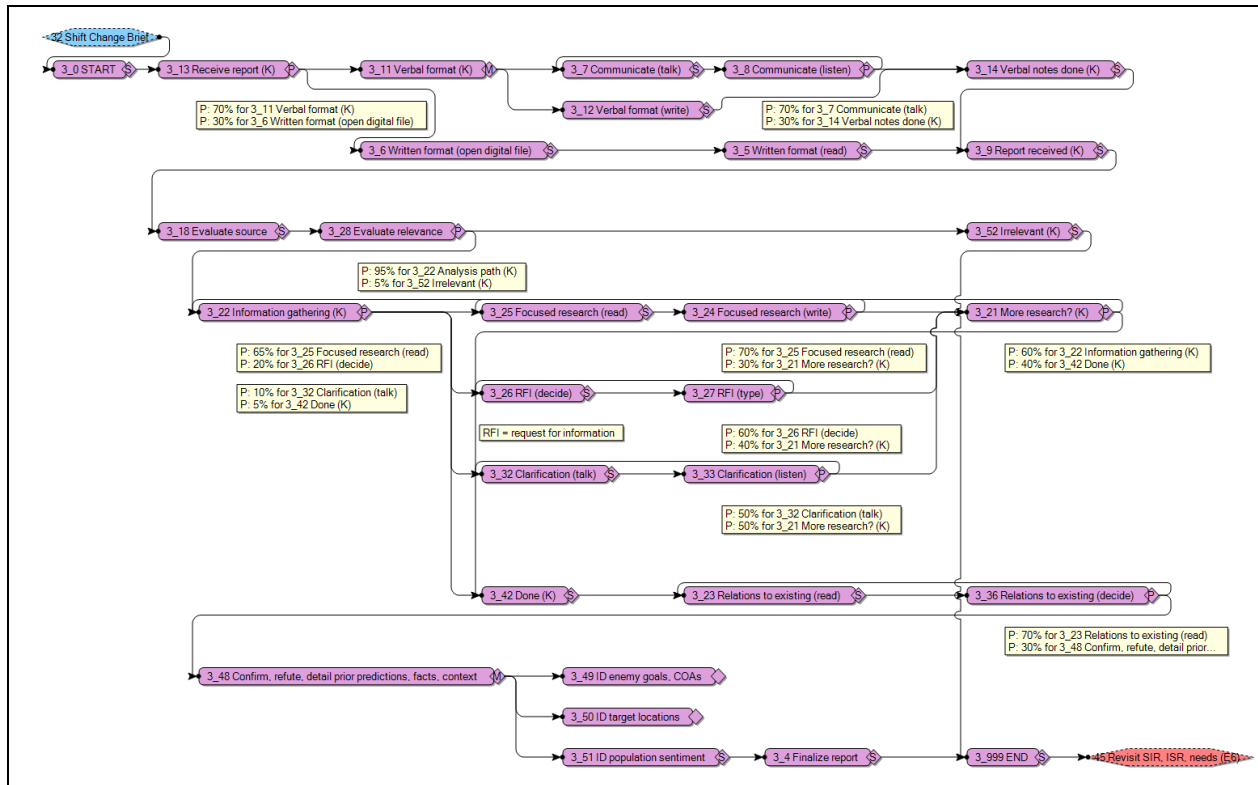 32 Shift Change Brief
3_0 START S
3_13 Receive report (K) P
3_11 Verbal format (K) M
3_7 Communicate (talk) S
3_8 Communicate (listen) P
3_14 Verbal notes done (K) S
P: 70% for 3_11 Verbal format (K)
P: 30% for 3_6 Written format (open digital file)
3_12 Verbal format (write) S
P: 70% for 3_7 Communicate (talk)
P: 30% for 3_14 Verbal notes done (K)
3_6 Written format (open digital file) S
3_5 Written format (read) S
3_9 Report received (K) S
3_18 Evaluate source S
3_28 Evaluate relevance P
3_52 Irrelevant (K) S
P: 95% for 3_22 Analysis path (K)
P: 5% for 3_52 Irrelevant (K)
3_22 Information gathering (K) P
3_25 Focused research (read) S
3_24 Focused research (write) P
3_21 More research? (K) P
P: 65% for 3_25 Focused research (read)
P: 20% for 3_26 RFI (decide)
P: 10% for 3_32 Clarification (talk)
P: 5% for 3_42 Done (K)
P: 70% for 3_25 Focused research (read)
P: 30% for 3_21 More research? (K)
P: 60% for 3_22 Information gathering (K)
P: 40% for 3_42 Done (K)
3_26 RFI (decide) S
3_27 RFI (type) P
RFI = request for information
P: 60% for 3_26 RFI (decide)
P: 40% for 3_21 More research? (K)
3_32 Clarification (talk) S
3_33 Clarification (listen) P
P: 50% for 3_32 Clarification (talk)
P: 50% for 3_21 More research? (K)
3_42 Done (K) S
3_23 Relations to existing (read) S
3_36 Relations to existing (decide) P
P: 70% for 3_23 Relations to existing (read)
P: 30% for 3_48 Confirm, refute, detail prior...
3_48 Confirm, refute, detail prior predictions, facts, context M
3_49 ID enemy goals, COAs
3_50 ID target locations
3_51 ID population sentiment S
3_4 Finalize report S
3_999 END S
45 Revisit SIR, ISR, needs (E6)